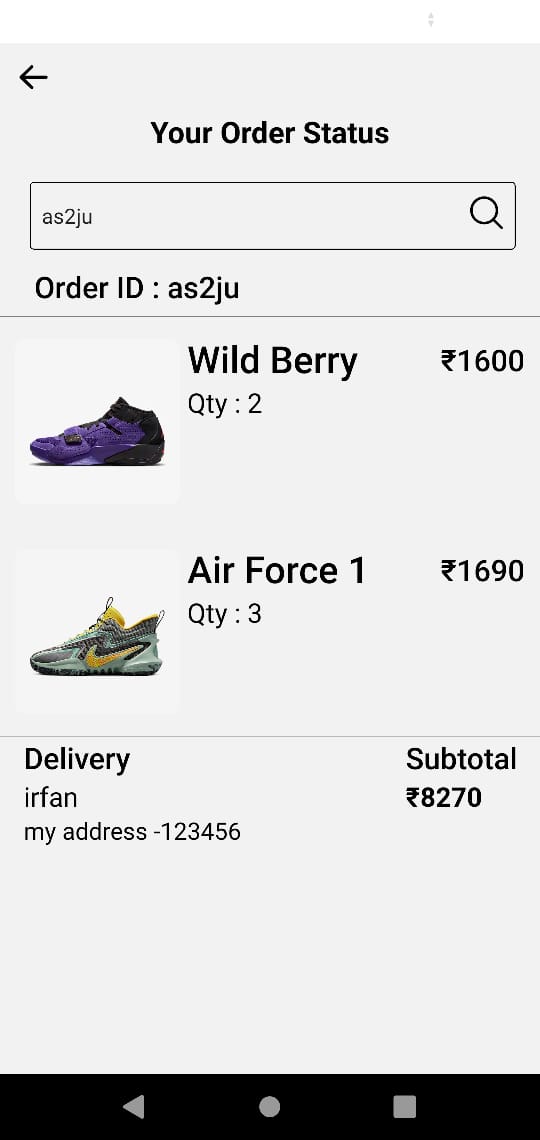 Your Order Status
as2ju
Order ID : as2ju
Wild Berry ₹1600
Qty : 2
Air Force 1 ₹1690
Qty : 3
Delivery Subtotal
irfan ₹8270
my address -123456